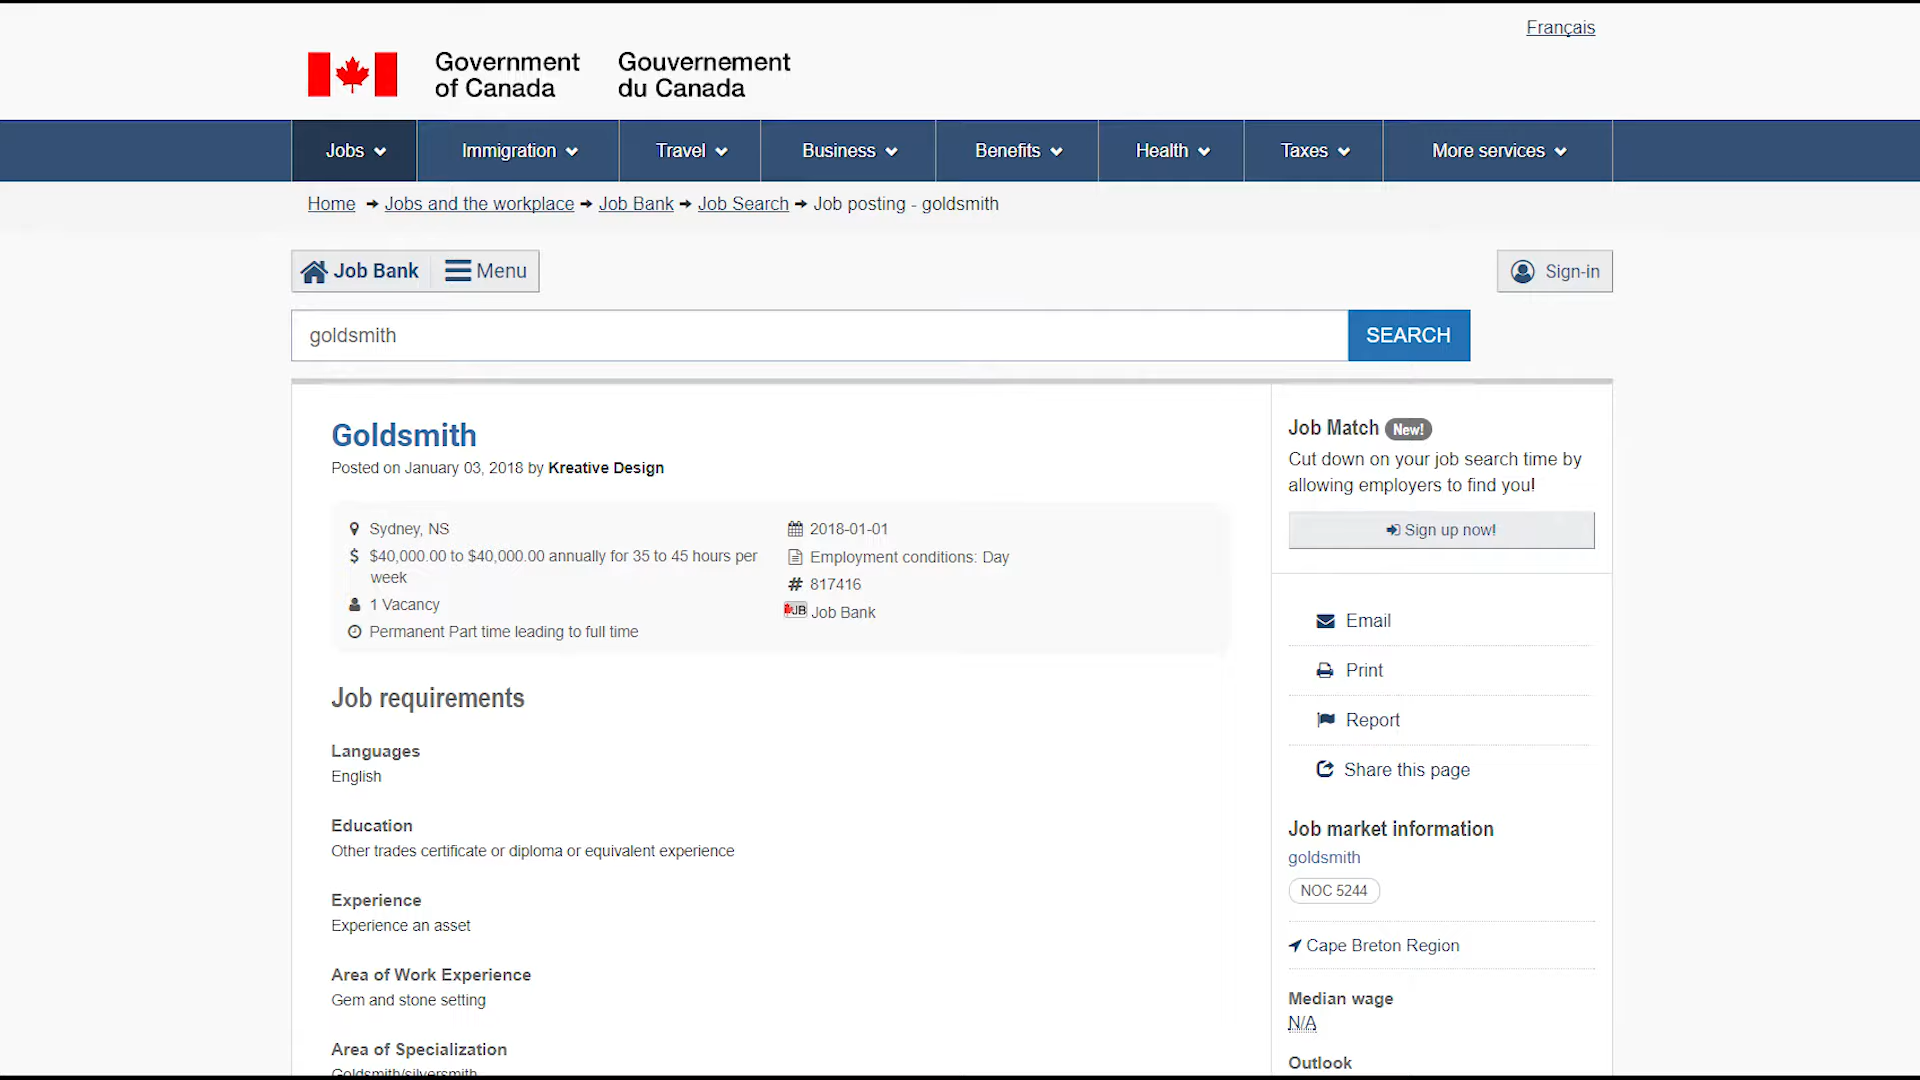 Français
Government
of Canada
Gouvernement
du Canada
Jobs Immigration Travel Business Benefits Health Taxes More services
Home Jobs and the workplace Job Bank Job Search Job posting - goldsmith
Job Bank Menu
Sign-in
goldsmith
SEARCH
Goldsmith
Posted on January 03, 2018 by Kreative Design
Sydney, NS
$ $40,000.00 to $40,000.00 annually for 35 to 45 hours per
week
1 Vacancy
Permanent Part time leading to full time
2018-01-01
Employment conditions: Day
# 817416
JB Job Bank
Job requirements
Languages
English
Education
Other trades certificate or diploma or equivalent experience
Experience
Experience an asset
Area of Work Experience
Gem and stone setting
Area of Specialization
Goldsmith/silversmith
Job Match New!
Cut down on your job search time by
allowing employers to find you!
Sign up now!
Email
Print
Report
Share this page
Job market information
goldsmith
NOC 5244
Cape Breton Region
Median wage
N/A
Outlook